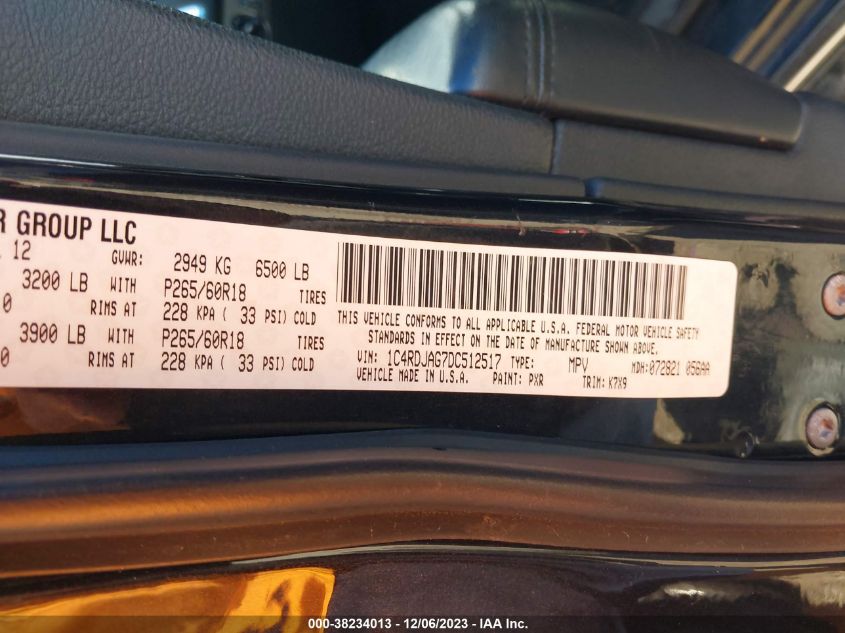 R GROUP LLC
12 GVWR: 2949 KG 6500 LB
3200 LB WITH P265/60R18 TIRES
0 RIMS AT 228 KPA ( 33 PSI) COLD
3900 LB WITH P265/60R18 TIRES
0 RIMS AT 228 KPA ( 33 PSI) COLD
THIS VEHICLE CONFORMS TO ALL APPLICABLE U.S.A. FEDERAL MOTOR VEHICLE SAFETY
STANDARDS IN EFFECT ON THE DATE OF MANUFACTURE SHOWN ABOVE.
VIN: 1C4RDJAG7DC512517 TYPE: MPV MDH: 072821 056AA
VEHICLE MADE IN U.S.A. PAINT: PXR TRIM: K7X9
000-38234013 - 12/06/2023 - IAA Inc.